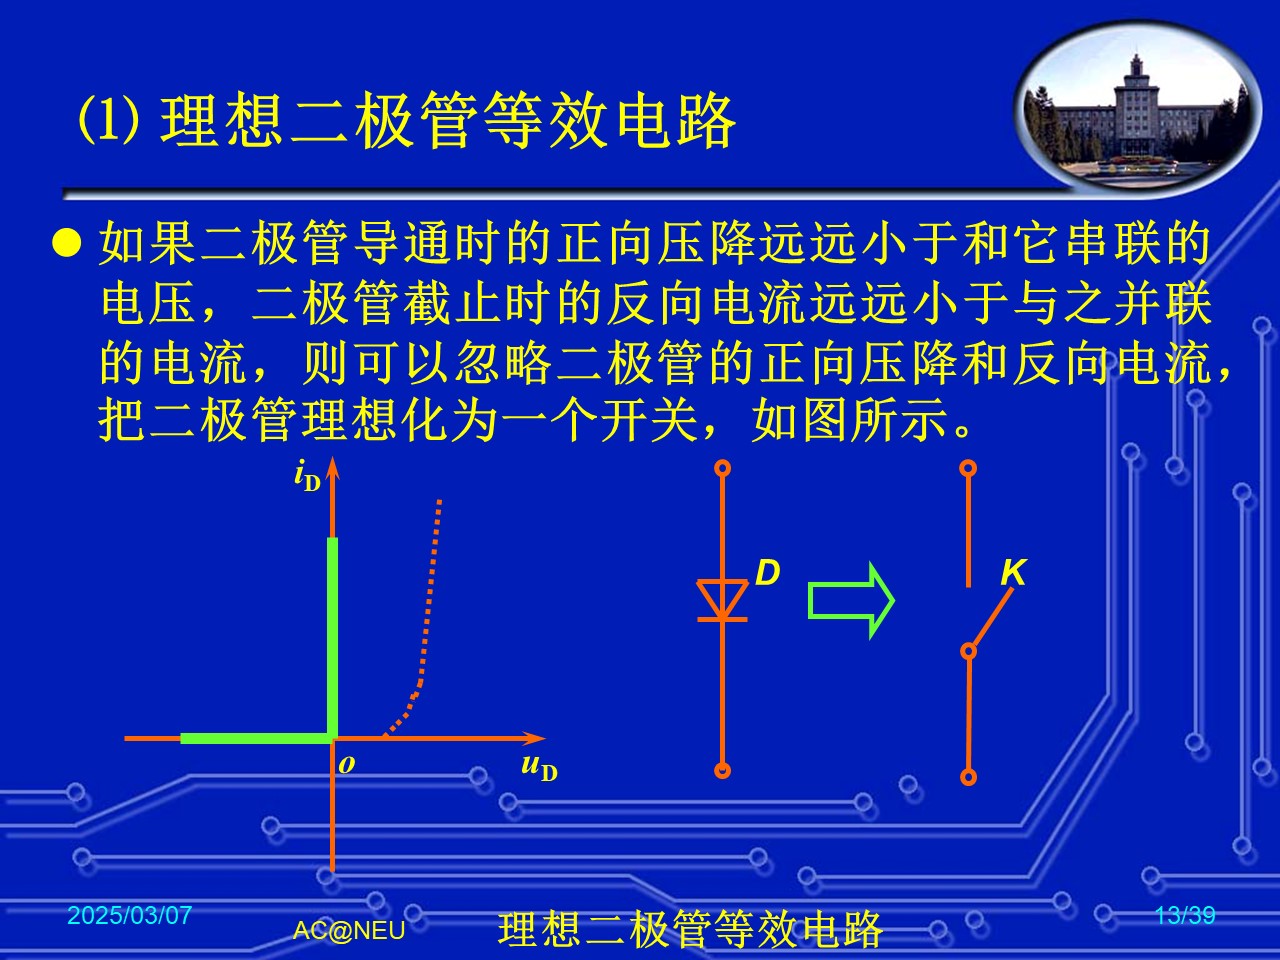 ⑴ 理想二极管等效电路
如果二极管导通时的正向压降远远小于和它串联的
电压，二极管截止时的反向电流远远小于与之并联
的电流，则可以忽略二极管的正向压降和反向电流，
把二极管理想化为一个开关，如图所示。
iD
D
K
o
uD
2025/03/07
AC@NEU
理想二极管等效电路
13/39